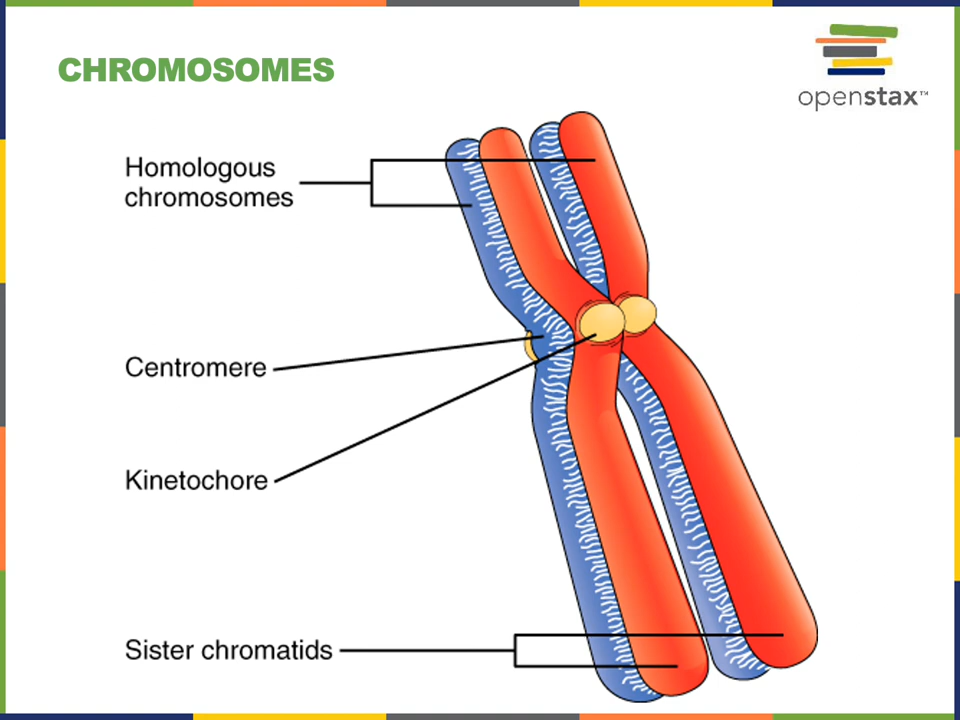 CHROMOSOMES
openstax™
Homologous
chromosomes
Centromere
Kinetochore
Sister chromatids